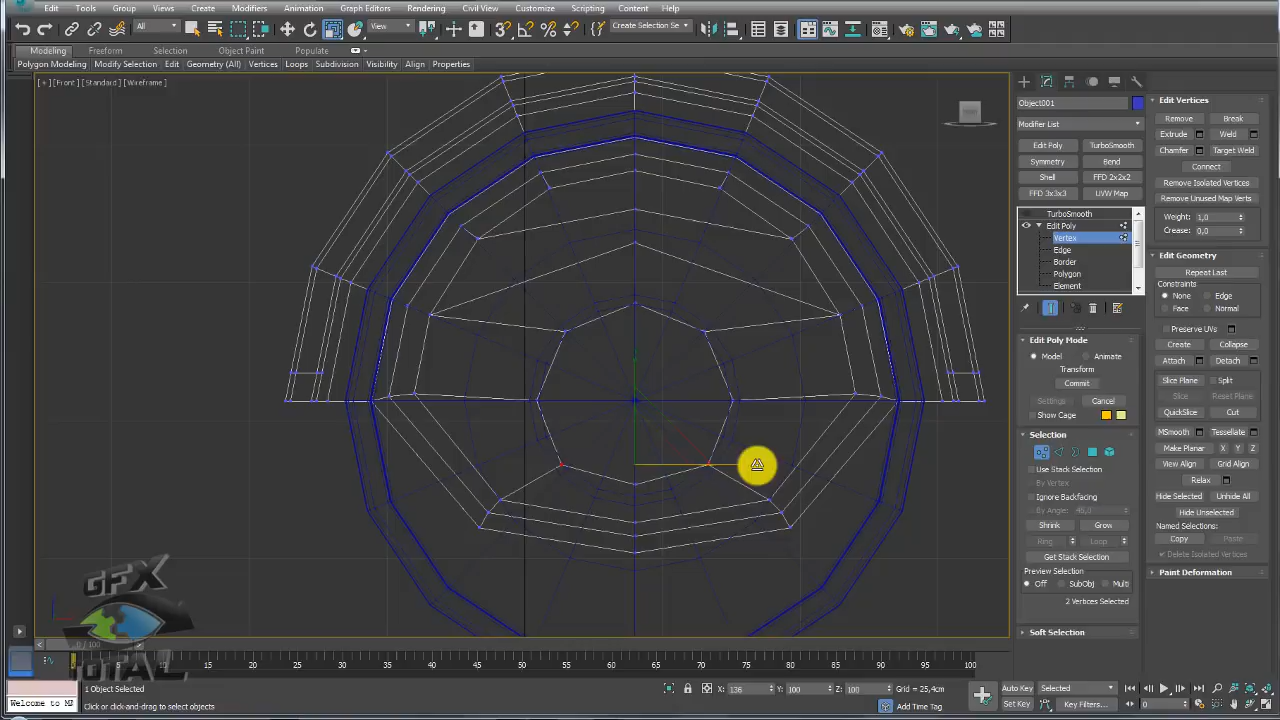 Edit Tools Group Views Create Modifiers Animation Graph Editors Rendering Civil View Customize Scripting Content Help
All View Create Selection Se
Modeling Freeform Selection Object Paint Populate
Polygon Modeling Modify Selection Edit Geometry (All) Vertices Loops Subdivision Visibility Align Properties
[ + ] [ Front ] [ Standard ] [ Wireframe ]
Object001
Modifier List
Edit Poly TurboSmooth
Symmetry Bend
Shell FFD 2x2x2
FFD 3x3x3 UVW Map
TurboSmooth
Edit Poly
Vertex
Edge
Border
Polygon
Element
Edit Poly Mode
Model Animate
Transform
Commit
Settings Cancel
Show Cage
Selection
Use Stack Selection
By Vertex
Ignore Backfacing
By Angle: 45,0
Shrink Grow
Ring Loop
Get Stack Selection
Preview Selection
Off SubObj Multi
2 Vertices Selected
Soft Selection
Edit Vertices
Remove Break
Extrude Weld
Chamfer Target Weld
Connect
Remove Isolated Vertices
Remove Unused Map Verts
Weight: 1,0
Crease: 0,0
Edit Geometry
Repeat Last
Constraints
None Edge
Face Normal
Preserve UVs
Create Collapse
Attach Detach
Slice Plane Split
Slice Reset Plane
QuickSlice Cut
MSmooth Tessellate
Make Planar X Y Z
View Align Grid Align
Relax
Hide Selected Unhide All
Hide Unselected
Named Selections:
Copy Paste
Delete Isolated Vertices
Paint Deformation
GFX
TOTAL
0 / 100
5 10 15 20 25 30 35 40 45 50 55 60 65 70 75 80 85 90 95 100
1 Object Selected X: 136 Y: 100 Z: 100 Grid = 25,4cm Auto Key Selected
Welcome to M Click or click-and-drag to select objects Add Time Tag Set Key Key Filters... 0